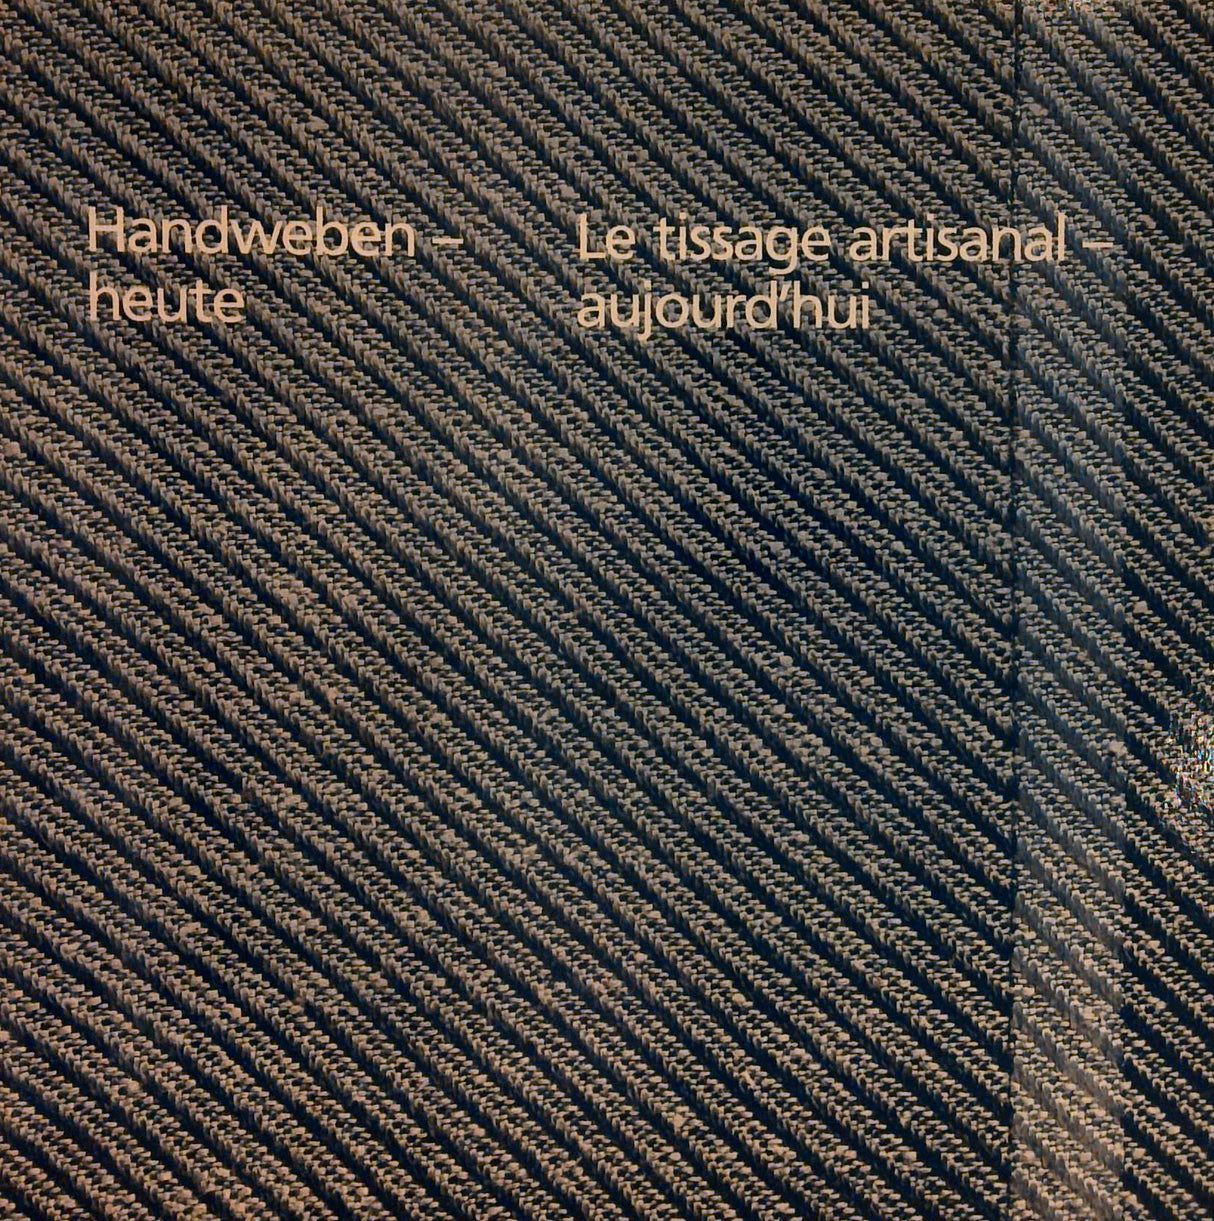 Handweben –
heute
Le tissage artisanal –
aujourd'hui